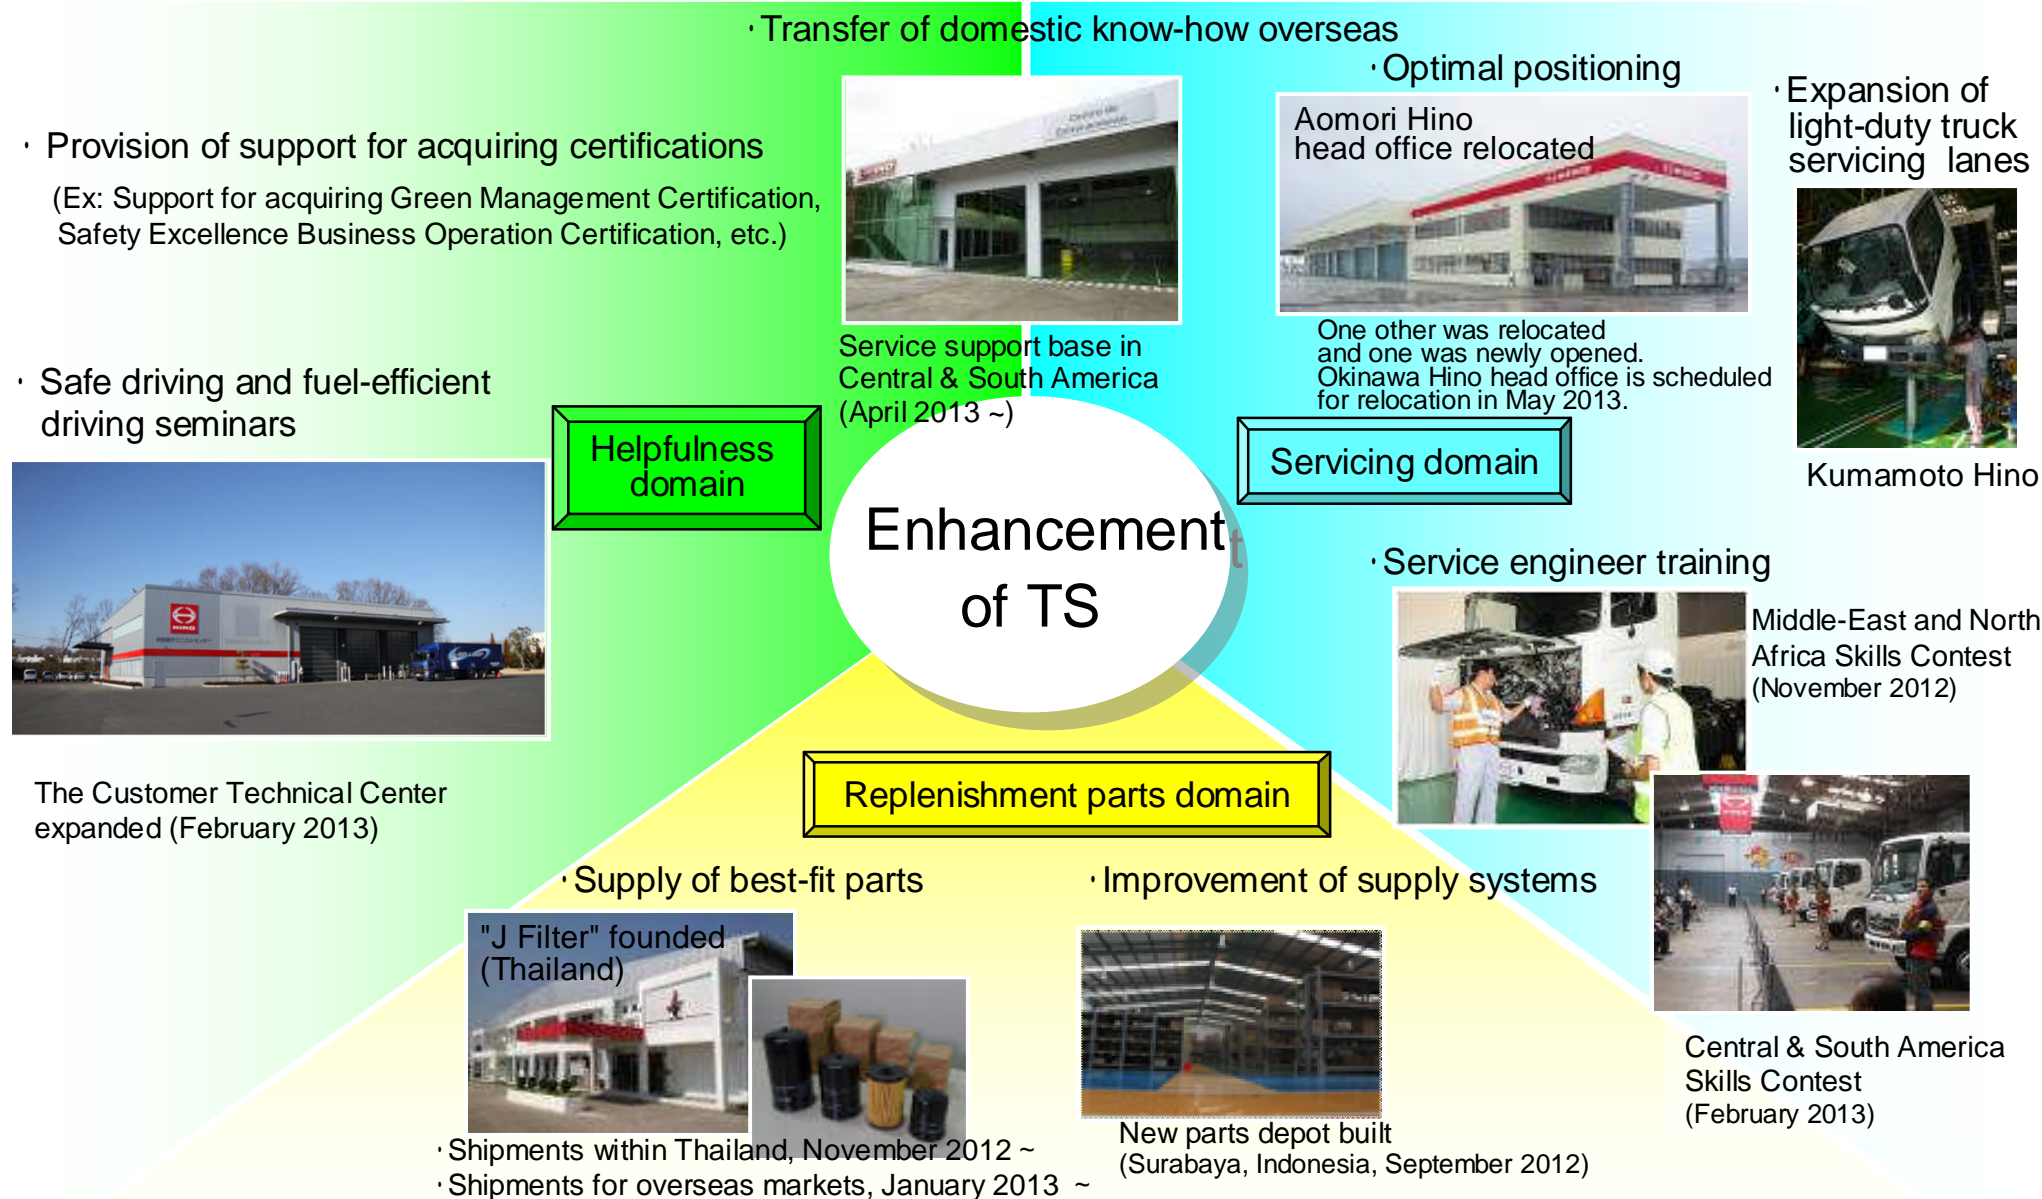 ·Transfer of domestic know-how overseas
· Provision of support for acquiring certifications
(Ex: Support for acquiring Green Management Certification,
Safety Excellence Business Operation Certification, etc.)
Service support base in
Central & South America
(April 2013 ~)
· Safe driving and fuel-efficient
driving seminars
Helpfulness
domain
HINO
The Customer Technical Center
expanded (February 2013)
Enhancement
of TS
·Optimal positioning
Aomori Hino
head office relocated
One other was relocated
and one was newly opened.
Okinawa Hino head office is scheduled
for relocation in May 2013.
·Expansion of
light-duty truck
servicing lanes
Kumamoto Hino
Servicing domain
·Service engineer training
Middle-East and North
Africa Skills Contest
(November 2012)
Central & South America
Skills Contest
(February 2013)
Replenishment parts domain
·Supply of best-fit parts
"J Filter" founded
(Thailand)
·Shipments within Thailand, November 2012 ~
·Shipments for overseas markets, January 2013 ~
·Improvement of supply systems
New parts depot built
(Surabaya, Indonesia, September 2012)